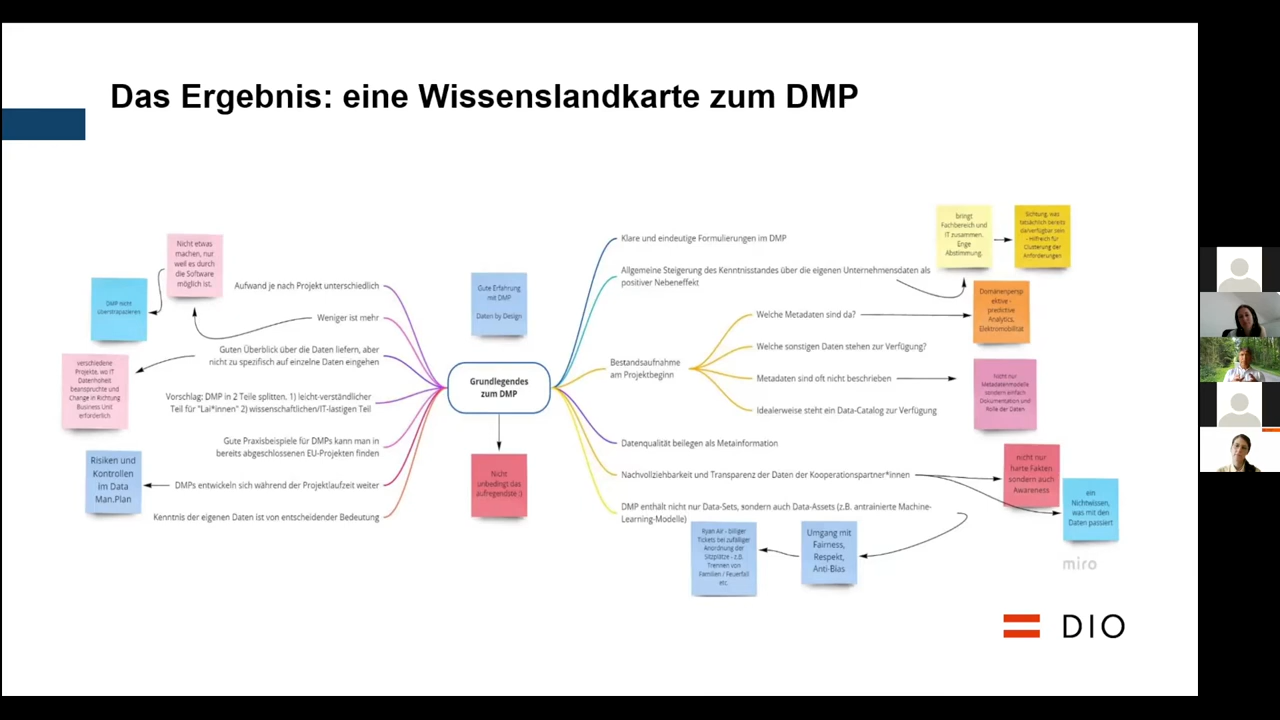 Das Ergebnis: eine Wissenslandkarte zum DMP
Nicht etwas
machen, nur
weil es durch
die Software
möglich ist.
DMP nicht
überstrapazieren
verschiedene
Projekte, wo IT
Datenhoheit
beansprucht und
Change in Richtung
Business Unit
erforderlich
Risiken und
Kontrollen
im Data
Man.Plan
Aufwand je nach Projekt unterschiedlich
Weniger ist mehr
Guten Überblick über die Daten liefern, aber
nicht zu spezifisch auf einzelne Daten eingehen
Vorschlag: DMP in 2 Teile splitten. 1) leicht-verständlicher
Teil für "Lai*innen" 2) wissenschaftlichen/IT-lastigen Teil
Gute Praxisbeispiele für DMPs kann man in
bereits abgeschlossenen EU-Projekten finden
DMPs entwickeln sich während der Projektlaufzeit weiter
Kenntnis der eigenen Daten ist von entscheidender Bedeutung
Gute Erfahrung
mit DMP
Daten by Design
Grundlegendes
zum DMP
Nicht
unbedingt das
aufregendste :)
Klare und eindeutige Formulierungen im DMP
Allgemeine Steigerung des Kenntnisstandes über die eigenen Unternehmensdaten als
positiver Nebeneffekt
Bestandsaufnahme
am Projektbeginn
Welche Metadaten sind da?
Welche sonstigen Daten stehen zur Verfügung?
Metadaten sind oft nicht beschrieben
Idealerweise steht ein Data-Catalog zur Verfügung
Datenqualität beilegen als Metainformation
Nachvollziehbarkeit und Transparenz der Daten der Kooperationspartner*innen
DMP enthält nicht nur Data-Sets, sondern auch Data-Assets (z.B. antrainierte Machine-
Learning-Modelle)
bringt
Fachbereich und
IT zusammen.
Enge
Abstimmung.
Sichtung, was
tatsächlich bereits
da/verfügbar sein
- Hilfreich für
Clusterung der
Anforderungen
Domänenpersp
ektive -
predictive
Analytics,
Elektromobilität
Nicht nur
Metadatenmodelle
sondern einfach
Dokumentation und
Rolle der Daten
nicht nur
harte Fakten
sondern auch
Awareness
ein
Nichtwissen,
was mit den
Daten passiert
Umgang mit
Fairness,
Respekt,
Anti-Bias
Ryan Air - billiger
Tickets bei zufälliger
Anordnung der
Sitzplätze - z.B.
Trennen von
Familien / Feuerfall
etc.
miro
DIO